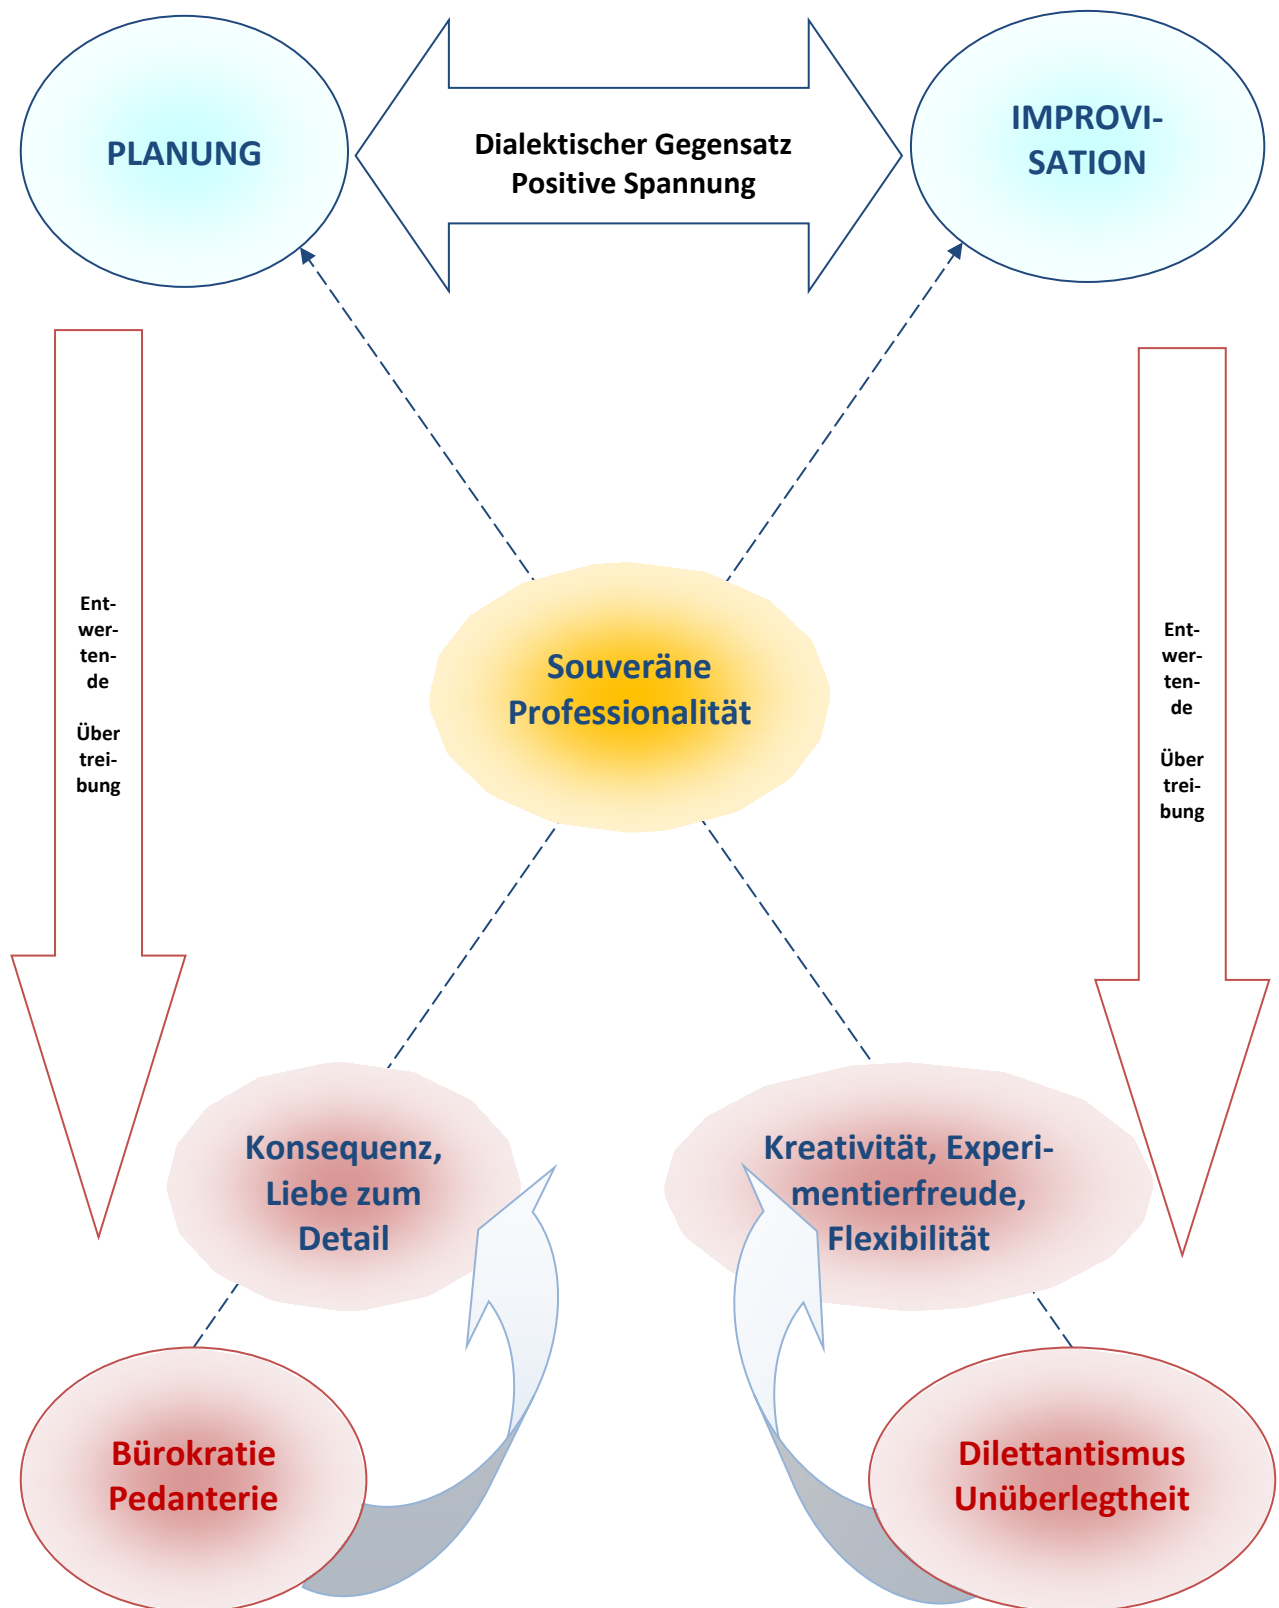 PLANUNG
Dialektischer Gegensatz
Positive Spannung
IMPROVI-
SATION
Ent-
wer-
ten-
de
Über
trei-
bung
Souveräne
Professionalität
Ent-
wer-
ten-
de
Über
trei-
bung
Konsequenz,
Liebe zum
Detail
Kreativität, Experi-
mentierfreude,
Flexibilität
Bürokratie
Pedanterie
Dilettantismus
Unüberlegtheit